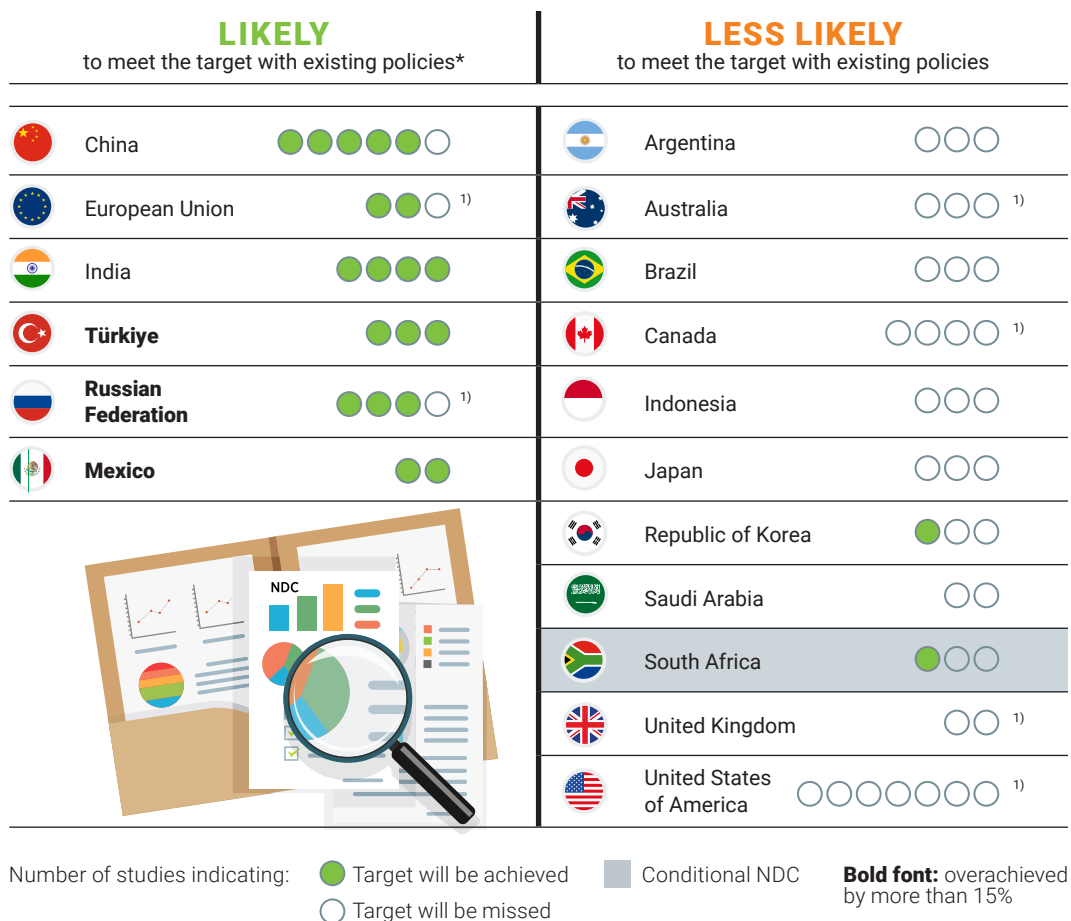 LIKELY
to meet the target with existing policies*
China
European Union 1)
India
Türkiye
Russian
Federation 1)
Mexico
NDC
LESS LIKELY
to meet the target with existing policies
Argentina
Australia 1)
Brazil
Canada 1)
Indonesia
Japan
Republic of Korea
Saudi Arabia
South Africa
United Kingdom 1)
United States
of America 1)
Number of studies indicating:
Target will be achieved
Target will be missed
Conditional NDC
Bold font: overachieved
by more than 15%